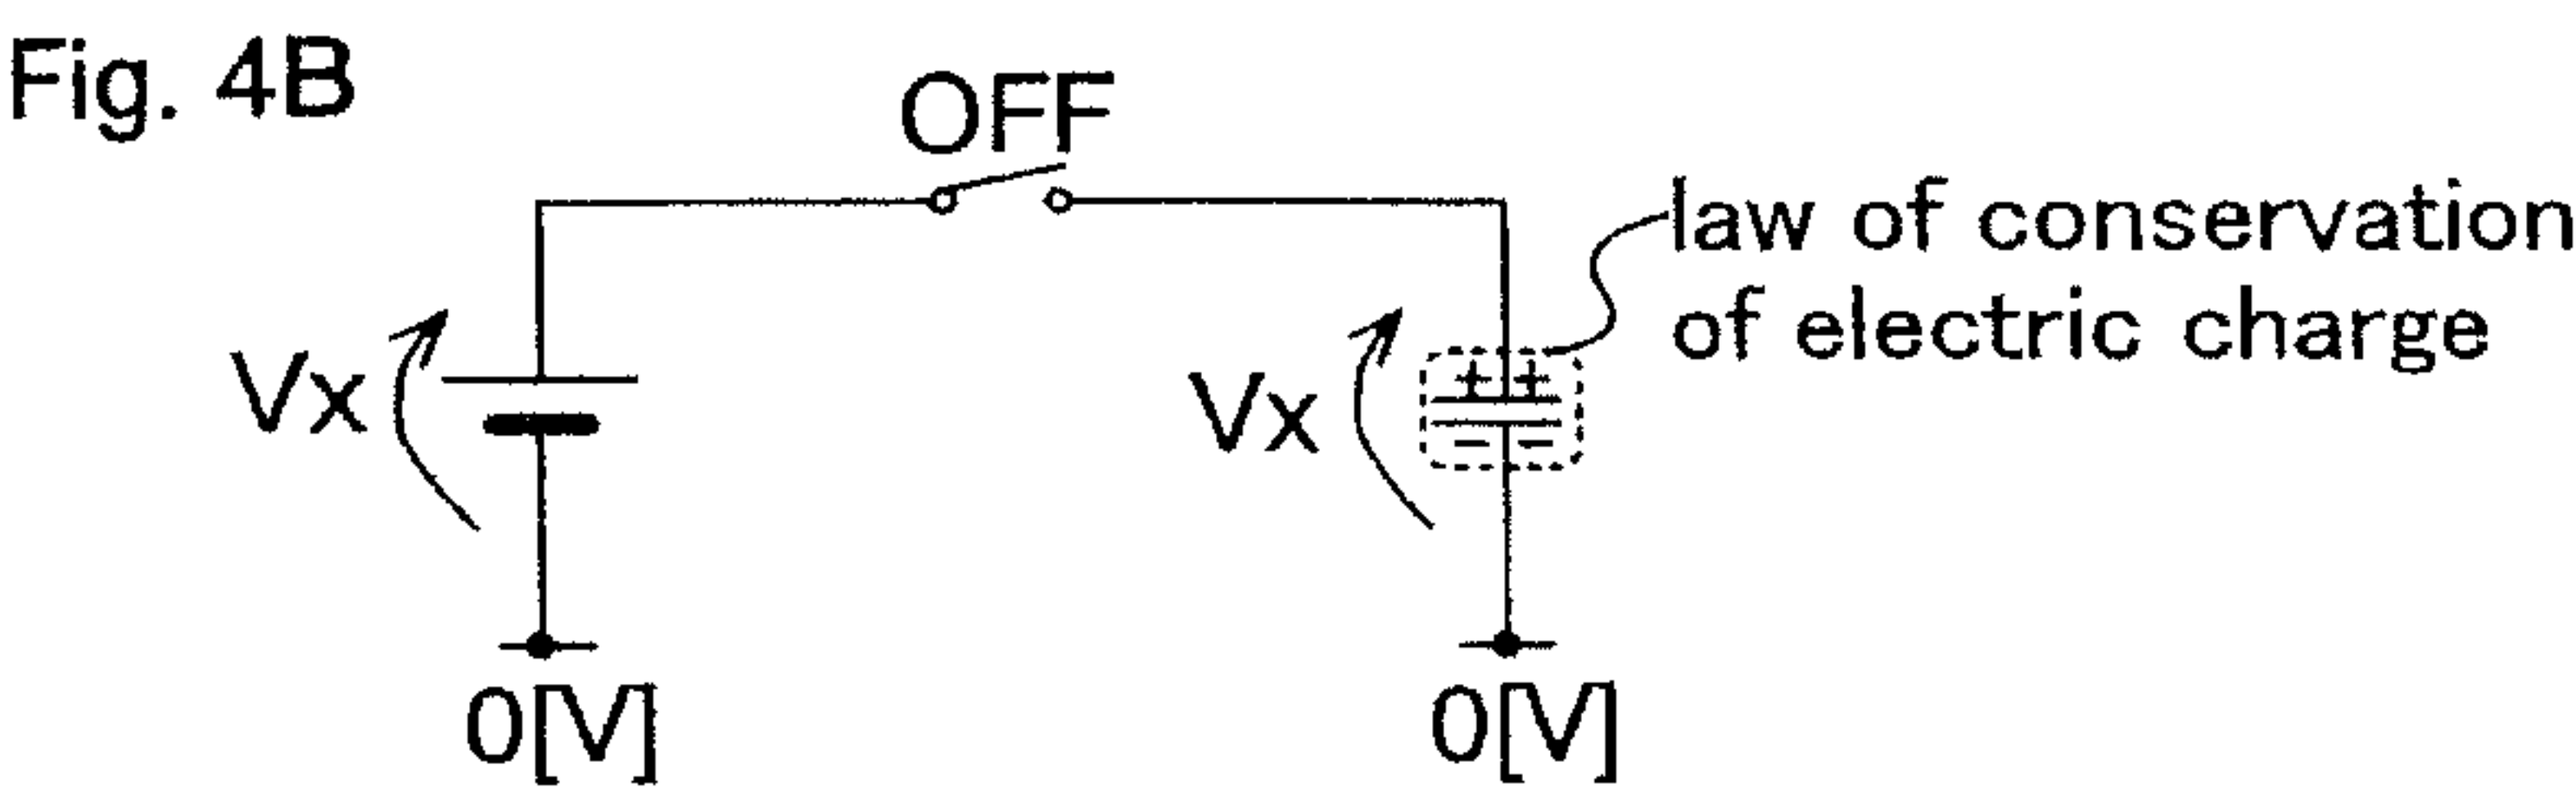 Fig. 4B
OFF
law of conservation
of electric charge
Vx
Vx
+ +
- -
0[V]
0[V]